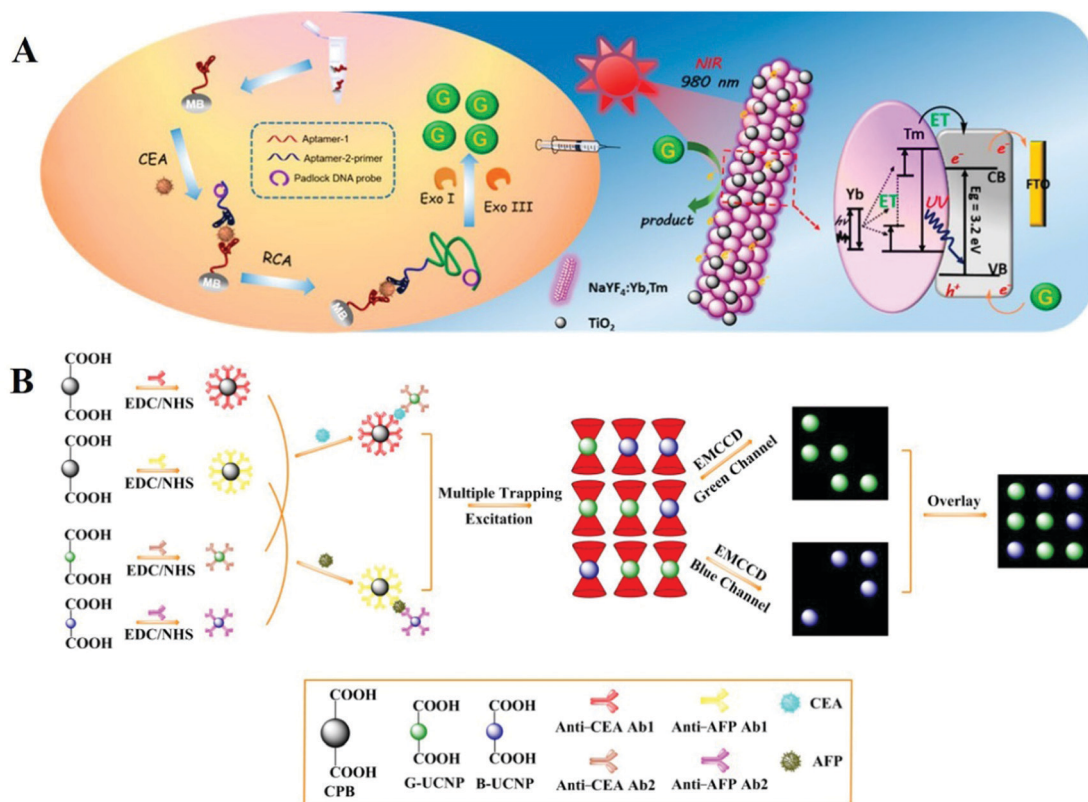 A
MB
CEA
MB
RCA
MB
Aptamer-1
Aptamer-2-primer
Padlock DNA probe
G G
G G
Exo I
Exo III
NIR
980 nm
G
product
NaYF₄:Yb,Tm
TiO₂
ET
Tm
e⁻
e⁻
CB
Yb
ET
UV
hν
Eg = 3.2 eV
FTO
VB
h⁺
e⁻
G
B
COOH
EDC/NHS
COOH
COOH
EDC/NHS
COOH
COOH
EDC/NHS
COOH
COOH
EDC/NHS
COOH
Multiple Trapping
Excitation
EMCCD
Green Channel
EMCCD
Blue Channel
Overlay
COOH
COOH
CPB
COOH
COOH
G-UCNP
COOH
COOH
B-UCNP
Anti-CEA Ab1
Anti-AFP Ab1
CEA
Anti-CEA Ab2
Anti-AFP Ab2
AFP